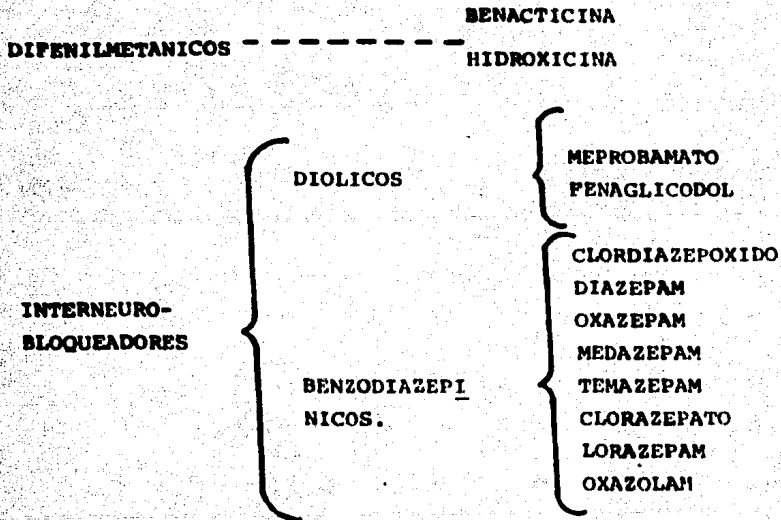 BENACTICINA
DIFENILMETANICOS
HIDROXICINA
DIOLICOS
MEPROBAMATO
FENAGLICODOL
INTERNEURO-
BLOQUEADORES
BENZODIAZEPI
NICOS.
CLORDIAZEPOXIDO
DIAZEPAM
OXAZEPAM
MEDAZEPAM
TEMAZEPAM
CLORAZEPATO
LORAZEPAM
OXAZOLAM